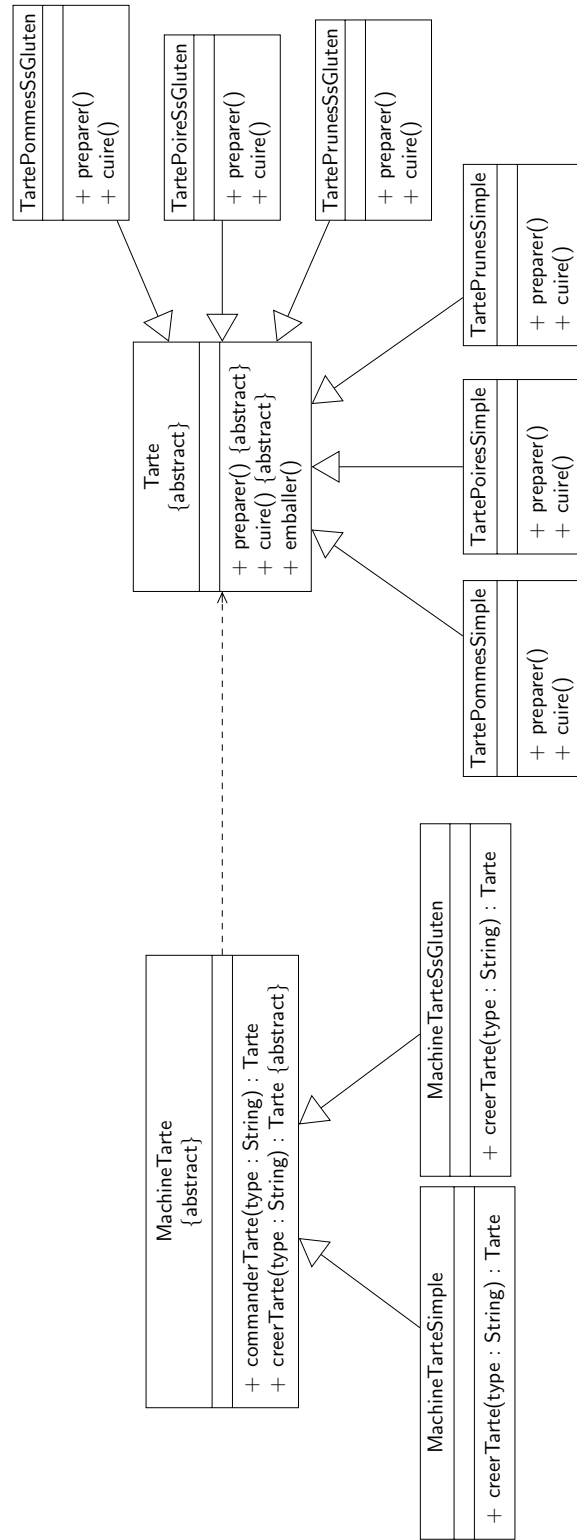 MachineTarte
{abstract}
+ commanderTarte(type : String) : Tarte
+ creerTarte(type : String) : Tarte {abstract}
MachineTarteSimple
+ creerTarte(type : String) : Tarte
MachineTarteSsGluten
+ creerTarte(type : String) : Tarte
Tarte
{abstract}
+ preparer() {abstract}
+ cuire() {abstract}
+ emballer()
TartePommesSimple
+ preparer()
+ cuire()
TartePoiresSimple
+ preparer()
+ cuire()
TartePrunesSimple
+ preparer()
+ cuire()
TartePommesSsGluten
+ preparer()
+ cuire()
TartePoireSsGluten
+ preparer()
+ cuire()
TartePrunesSsGluten
+ preparer()
+ cuire()